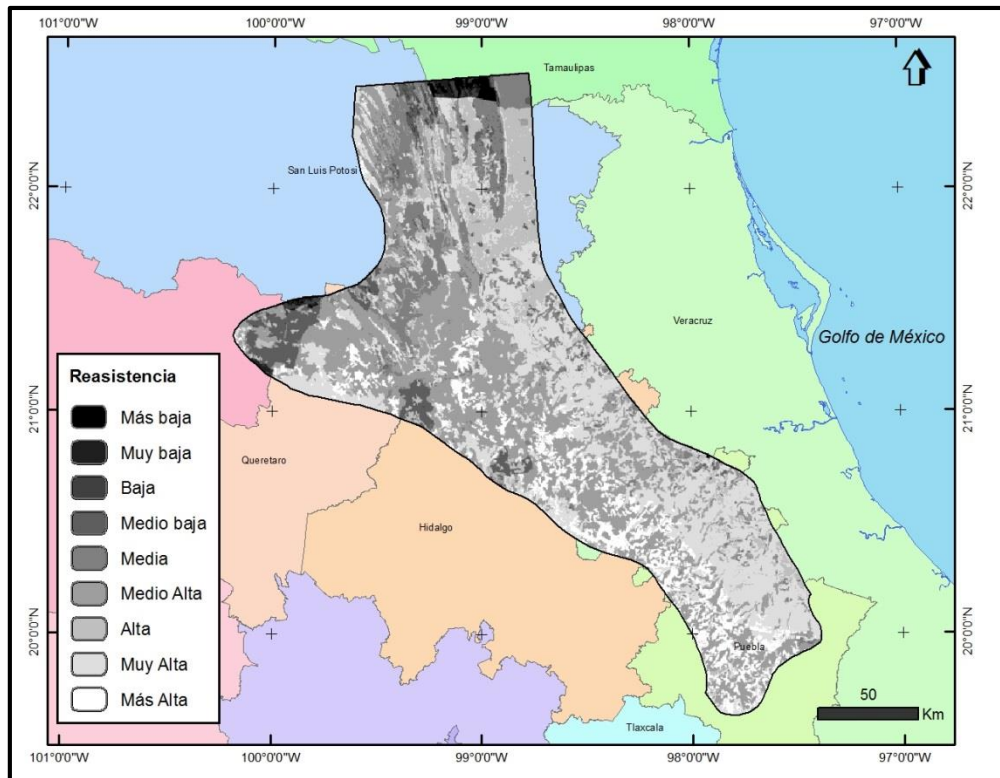 101°0'0"W
100°0'0"W
99°0'0"W
98°0'0"W
97°0'0"W
Tamaulipas
San Luis Potosi
22°0'0"N
22°0'0"N
Veracruz
Golfo de México
Reasistencia
Más baja
Muy baja
Baja
Medio baja
Media
Medio Alta
Alta
Muy Alta
Más Alta
21°0'0"N
21°0'0"N
Queretaro
Hidalgo
20°0'0"N
20°0'0"N
Puebla
50
Km
Tlaxcala
101°0'0"W
100°0'0"W
99°0'0"W
98°0'0"W
97°0'0"W